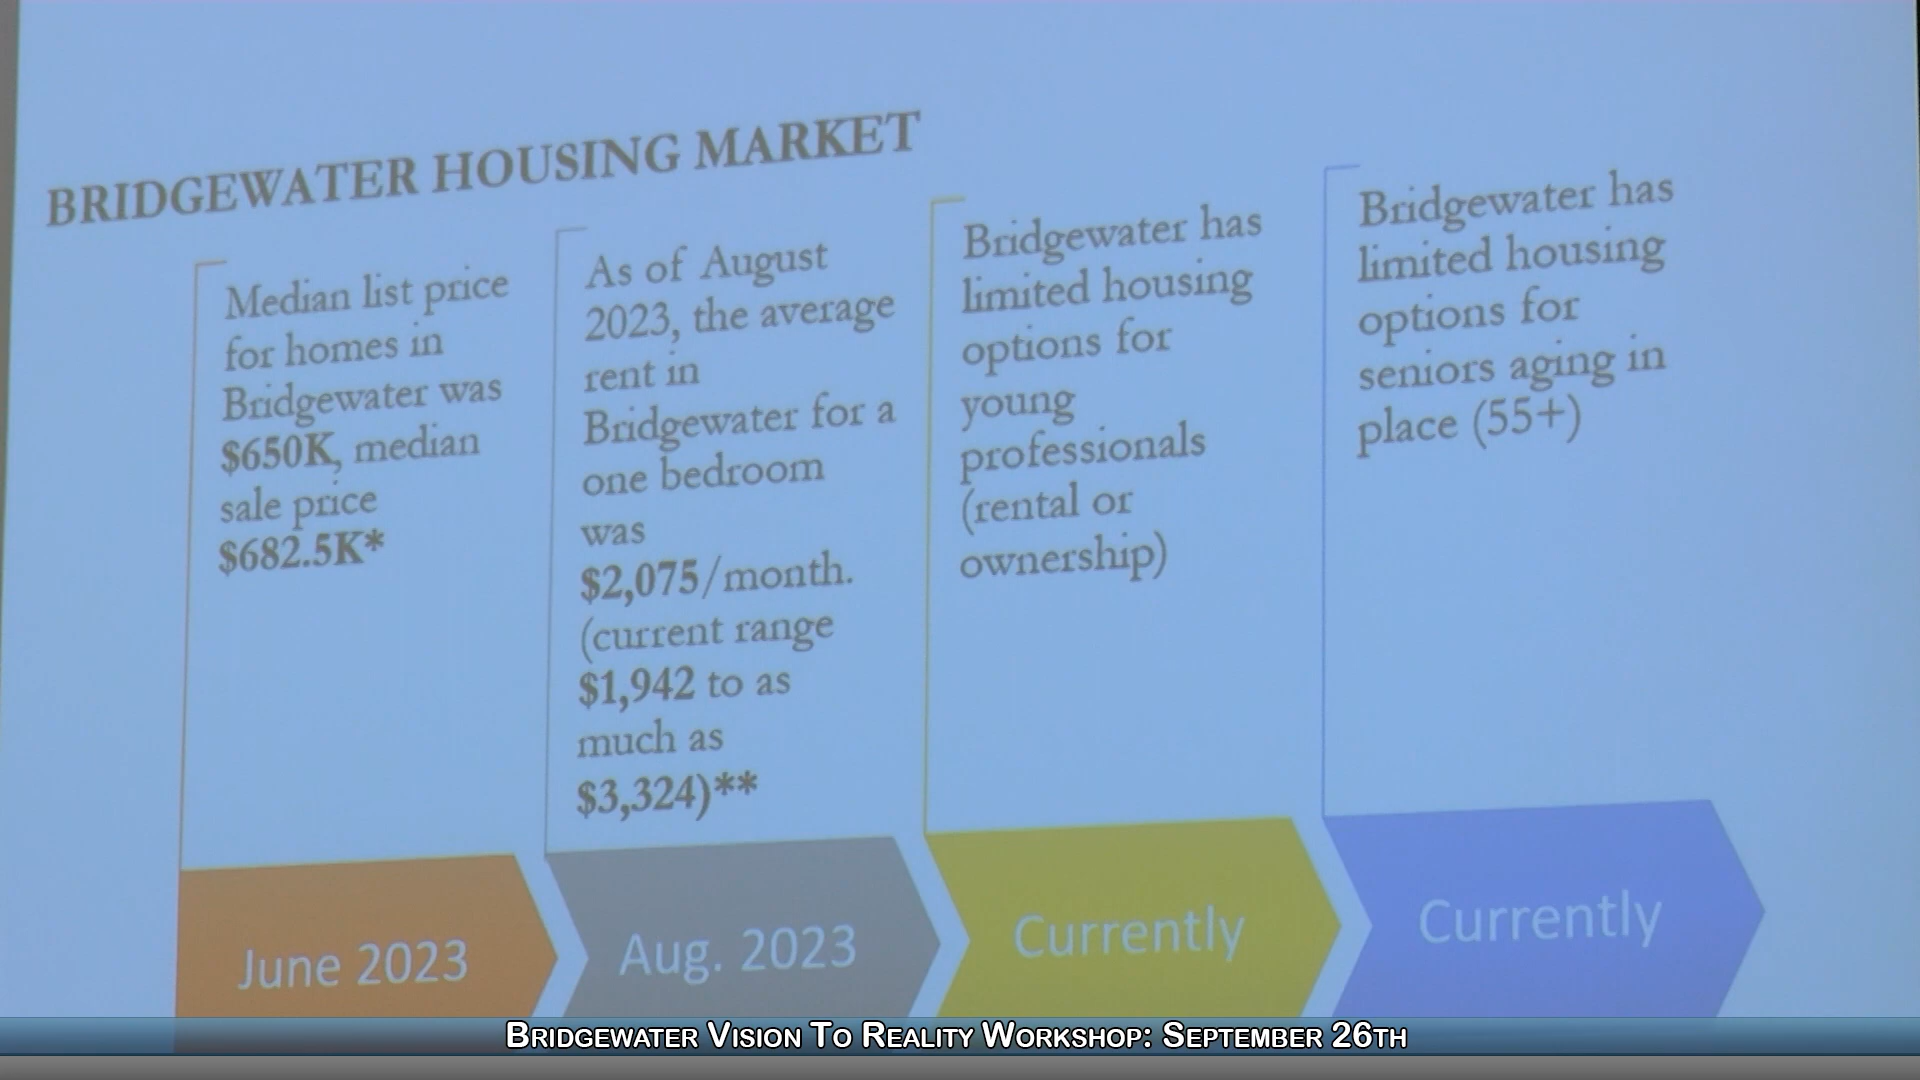 BRIDGEWATER HOUSING MARKET
Median list price
for homes in
Bridgewater was
$650K, median
sale price
$682.5K*
As of August
2023, the average
rent in
Bridgewater for a
one bedroom
was
$2,075/month.
(current range
$1,942 to as
much as
$3,324)**
Bridgewater has
limited housing
options for
young
professionals
(rental or
ownership)
Bridgewater has
limited housing
options for
seniors aging in
place (55+)
June 2023
Aug. 2023
Currently
Currently
Bridgewater Vision To Reality Workshop: September 26th